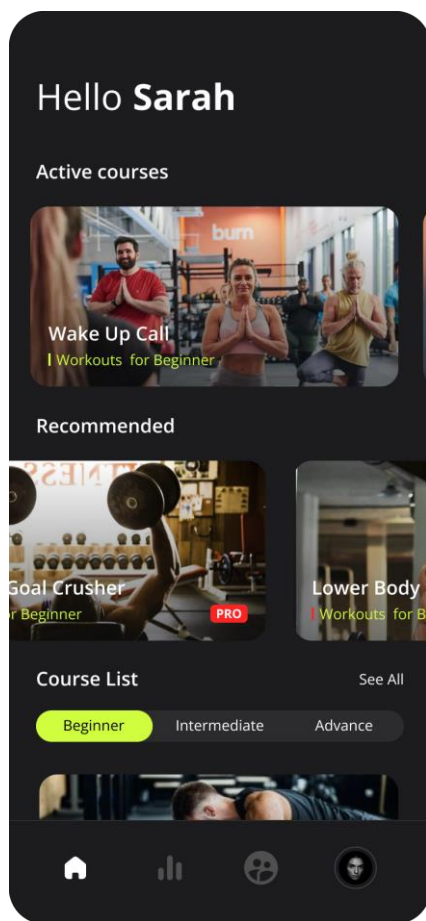 Hello Sarah
Active courses
burn
Wake Up Call
Workouts for Beginner
Recommended
FITNESS
Goal Crusher
Beginner
PRO
Lower Body
Workouts for B
Course List
See All
Beginner
Intermediate
Advance